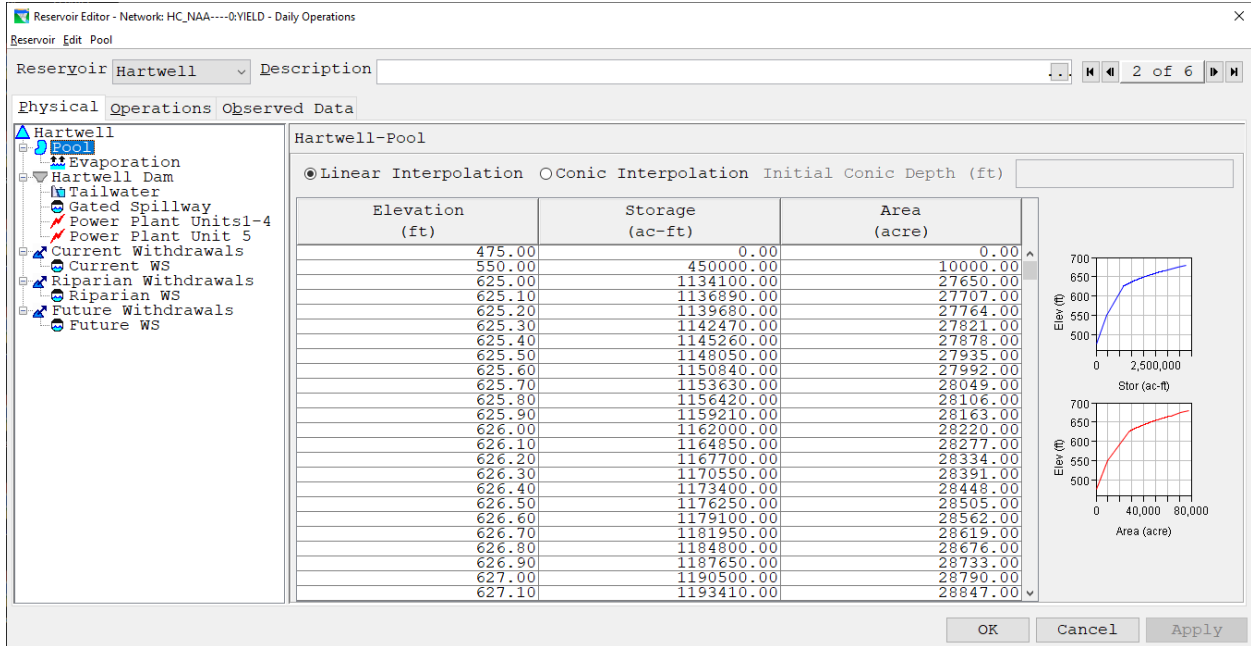 Reservoir Editor - Network: HC_NAA----0:YIELD - Daily Operations
Reservoir Edit Pool
Reservoir Hartwell Description ... 2 of 6
Physical Operations Observed Data
Hartwell
Pool
Evaporation
Hartwell Dam
Tailwater
Gated Spillway
Power Plant Units1-4
Power Plant Unit 5
Current Withdrawals
Current WS
Riparian Withdrawals
Riparian WS
Future Withdrawals
Future WS
Hartwell-Pool
Linear Interpolation Conic Interpolation Initial Conic Depth (ft)
Elevation Storage Area
(ft) (ac-ft) (acre)
475.00 0.00 0.00
550.00 450000.00 10000.00
625.00 1134100.00 27650.00
625.10 1136890.00 27707.00
625.20 1139680.00 27764.00
625.30 1142470.00 27821.00
625.40 1145260.00 27878.00
625.50 1148050.00 27935.00
625.60 1150840.00 27992.00
625.70 1153630.00 28049.00
625.80 1156420.00 28106.00
625.90 1159210.00 28163.00
626.00 1162000.00 28220.00
626.10 1164850.00 28277.00
626.20 1167700.00 28334.00
626.30 1170550.00 28391.00
626.40 1173400.00 28448.00
626.50 1176250.00 28505.00
626.60 1179100.00 28562.00
626.70 1181950.00 28619.00
626.80 1184800.00 28676.00
626.90 1187650.00 28733.00
627.00 1190500.00 28790.00
627.10 1193410.00 28847.00
Elev (ft)
700
650
600
550
500
0 2,500,000
Stor (ac-ft)
Elev (ft)
700
650
600
550
500
0 40,000 80,000
Area (acre)
OK Cancel Apply